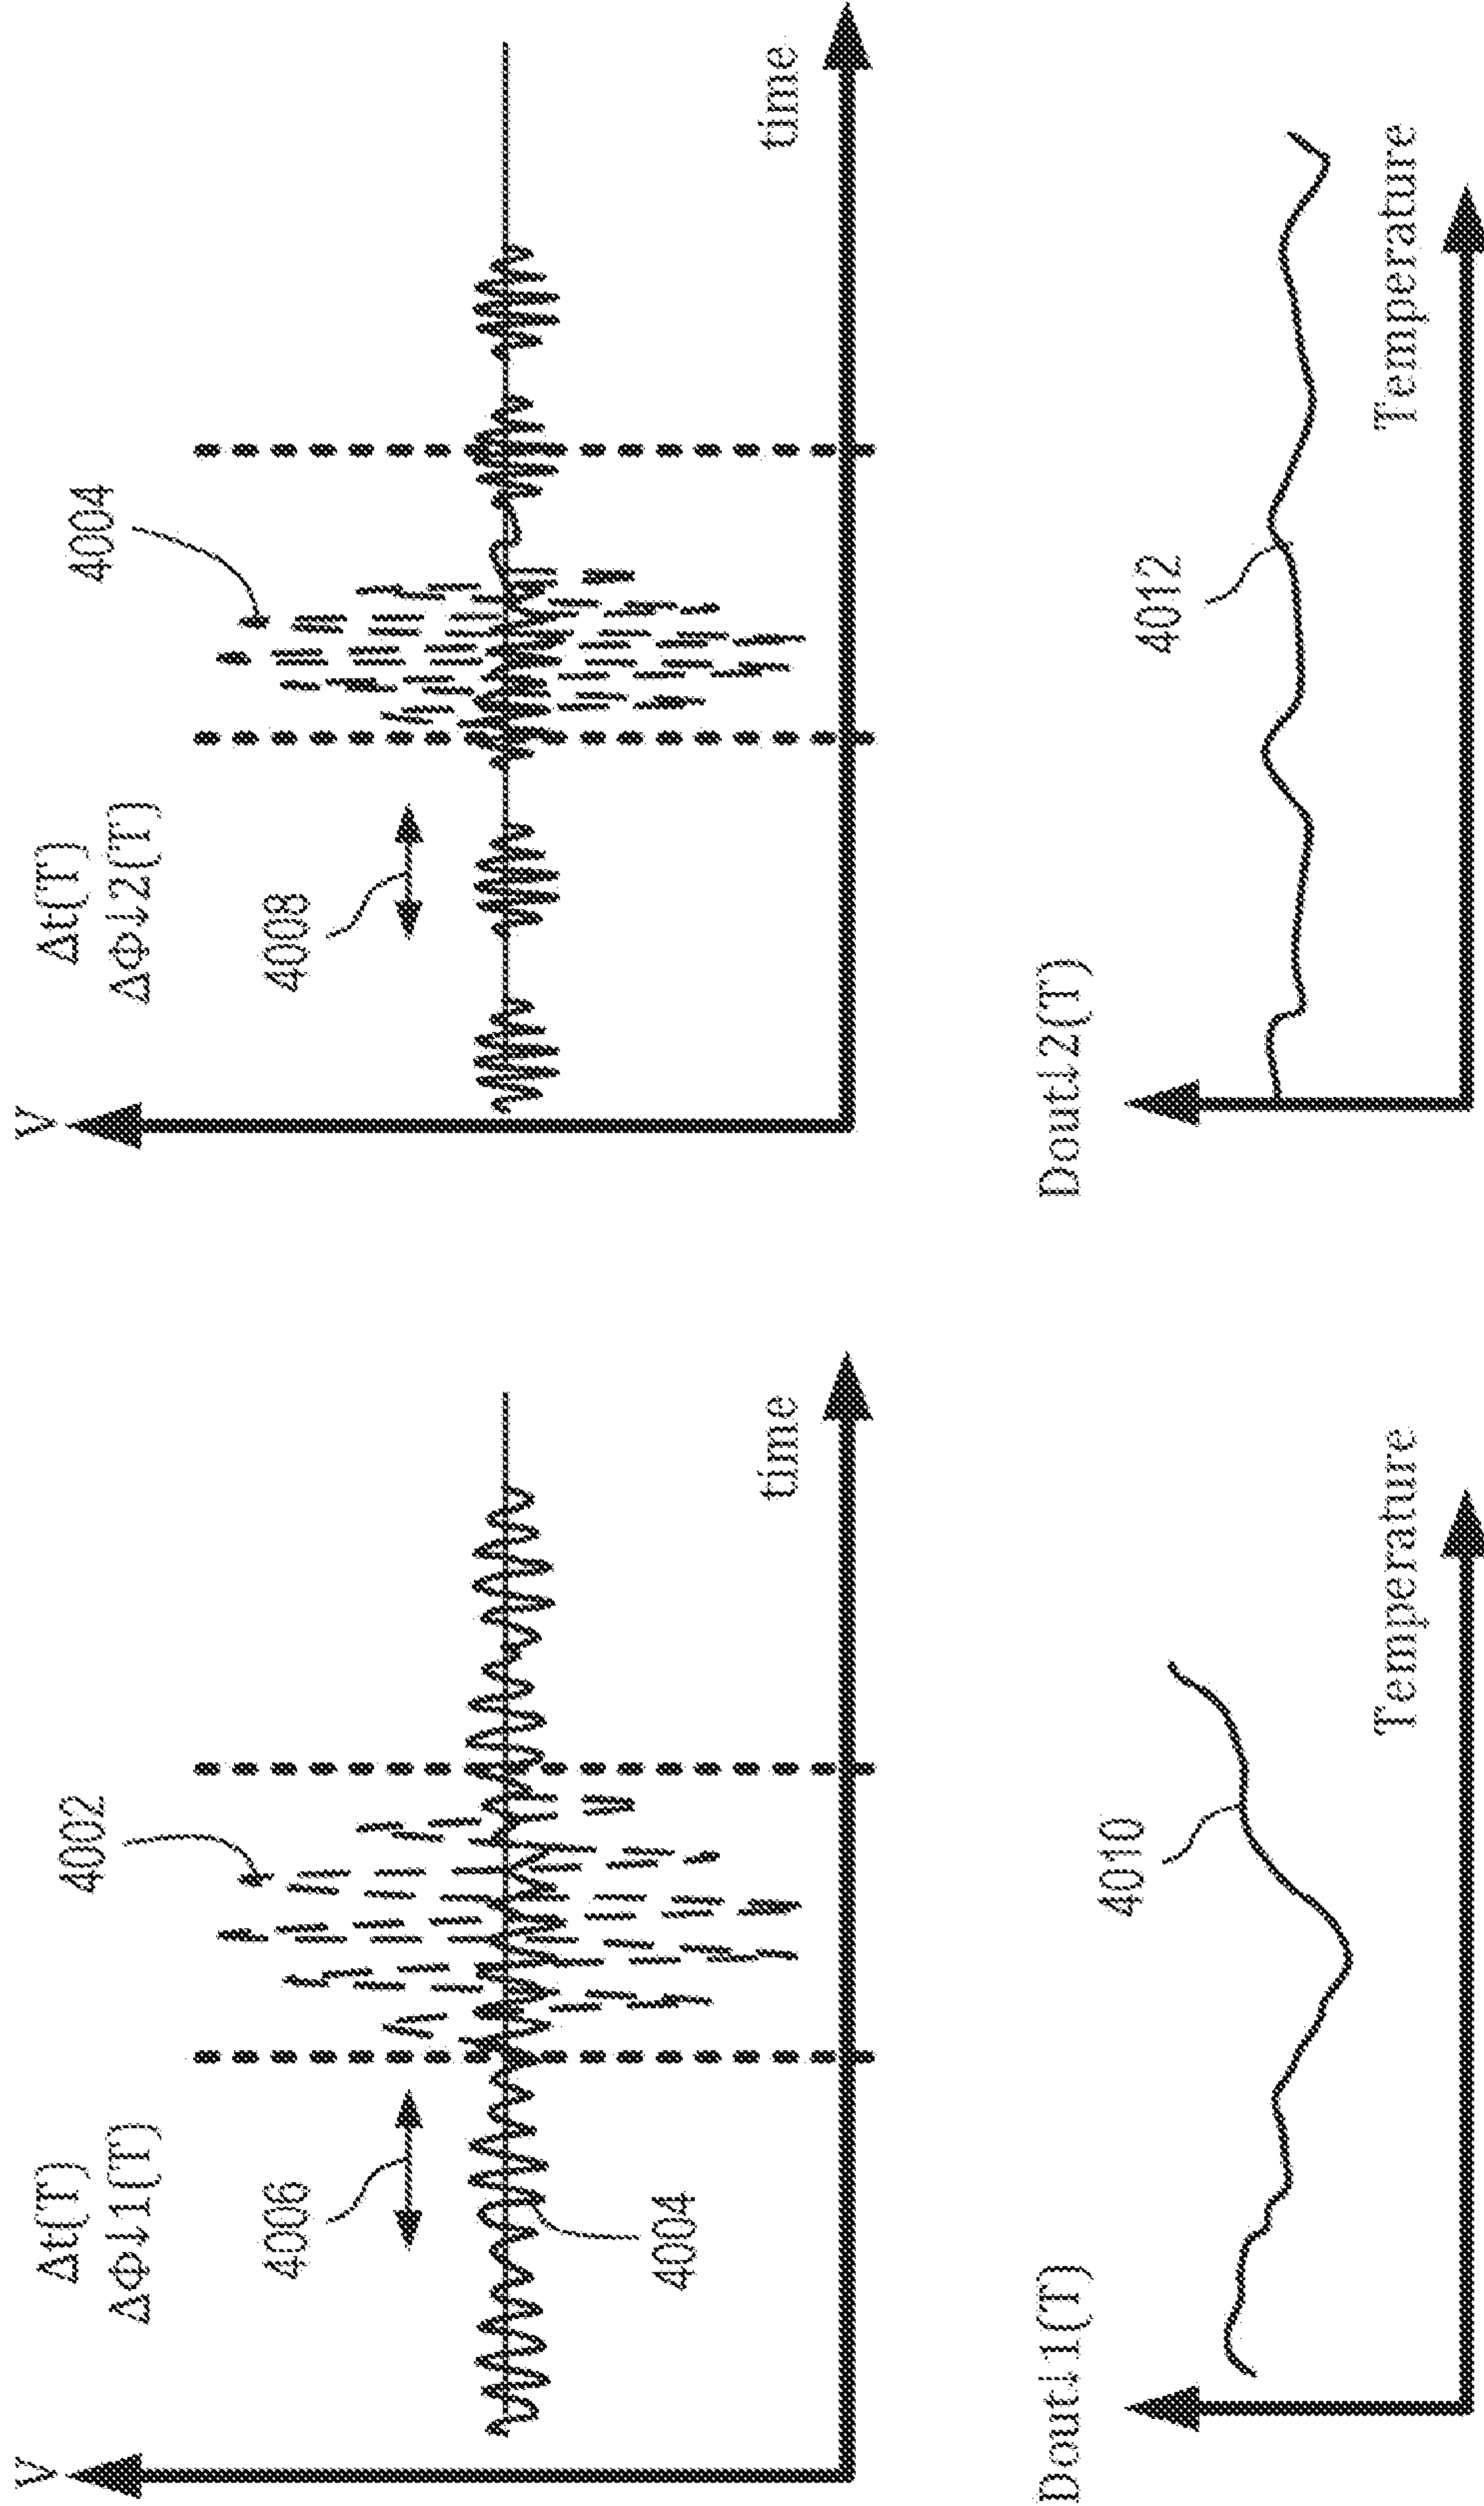 V
Δt(T)
ΔΦ↓1(T)
4002
4006
4004
time
V
Δt(T)
ΔΦ↓2(T)
4004
4008
time
Dout↓1(T)
4010
Temperature
Dout↓2(T)
4012
Temperature